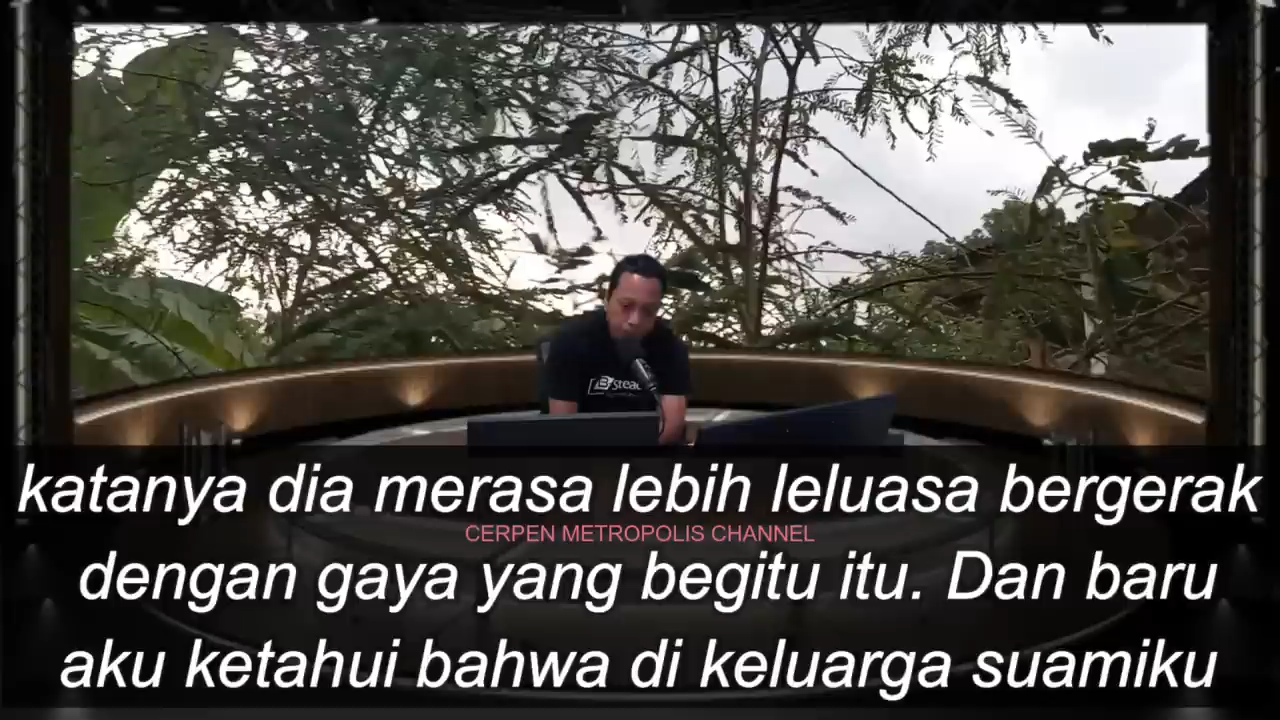 Bstead
katanya dia merasa lebih leluasa bergerak
CERPEN METROPOLIS CHANNEL
dengan gaya yang begitu itu. Dan baru
aku ketahui bahwa di keluarga suamiku